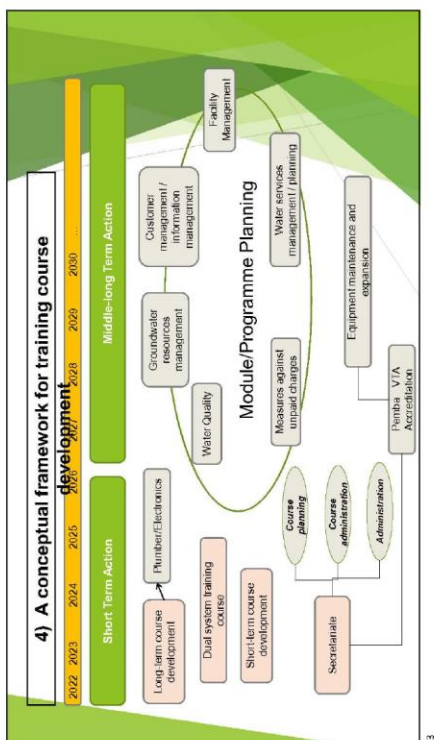 4) A conceptual framework for training course
development
2022 2023 2024 2025 2026 2027 2028 2029 2030 …
Short Term Action
Middle-long Term Action
Long-term course
development
Plumber/Electronics
Dual system training
course
Short-term course
development
Secretariate
Course
planning
Course
administration
Administration
Water Quality
Groundwater
resources
management
Customer
management /
information
management
Facility
Management
Module/Programme Planning
Measures against
unpaid charges
Water services
management / planning
Equipment maintenance and
expansion
Pemba VTA
Accreditation
3